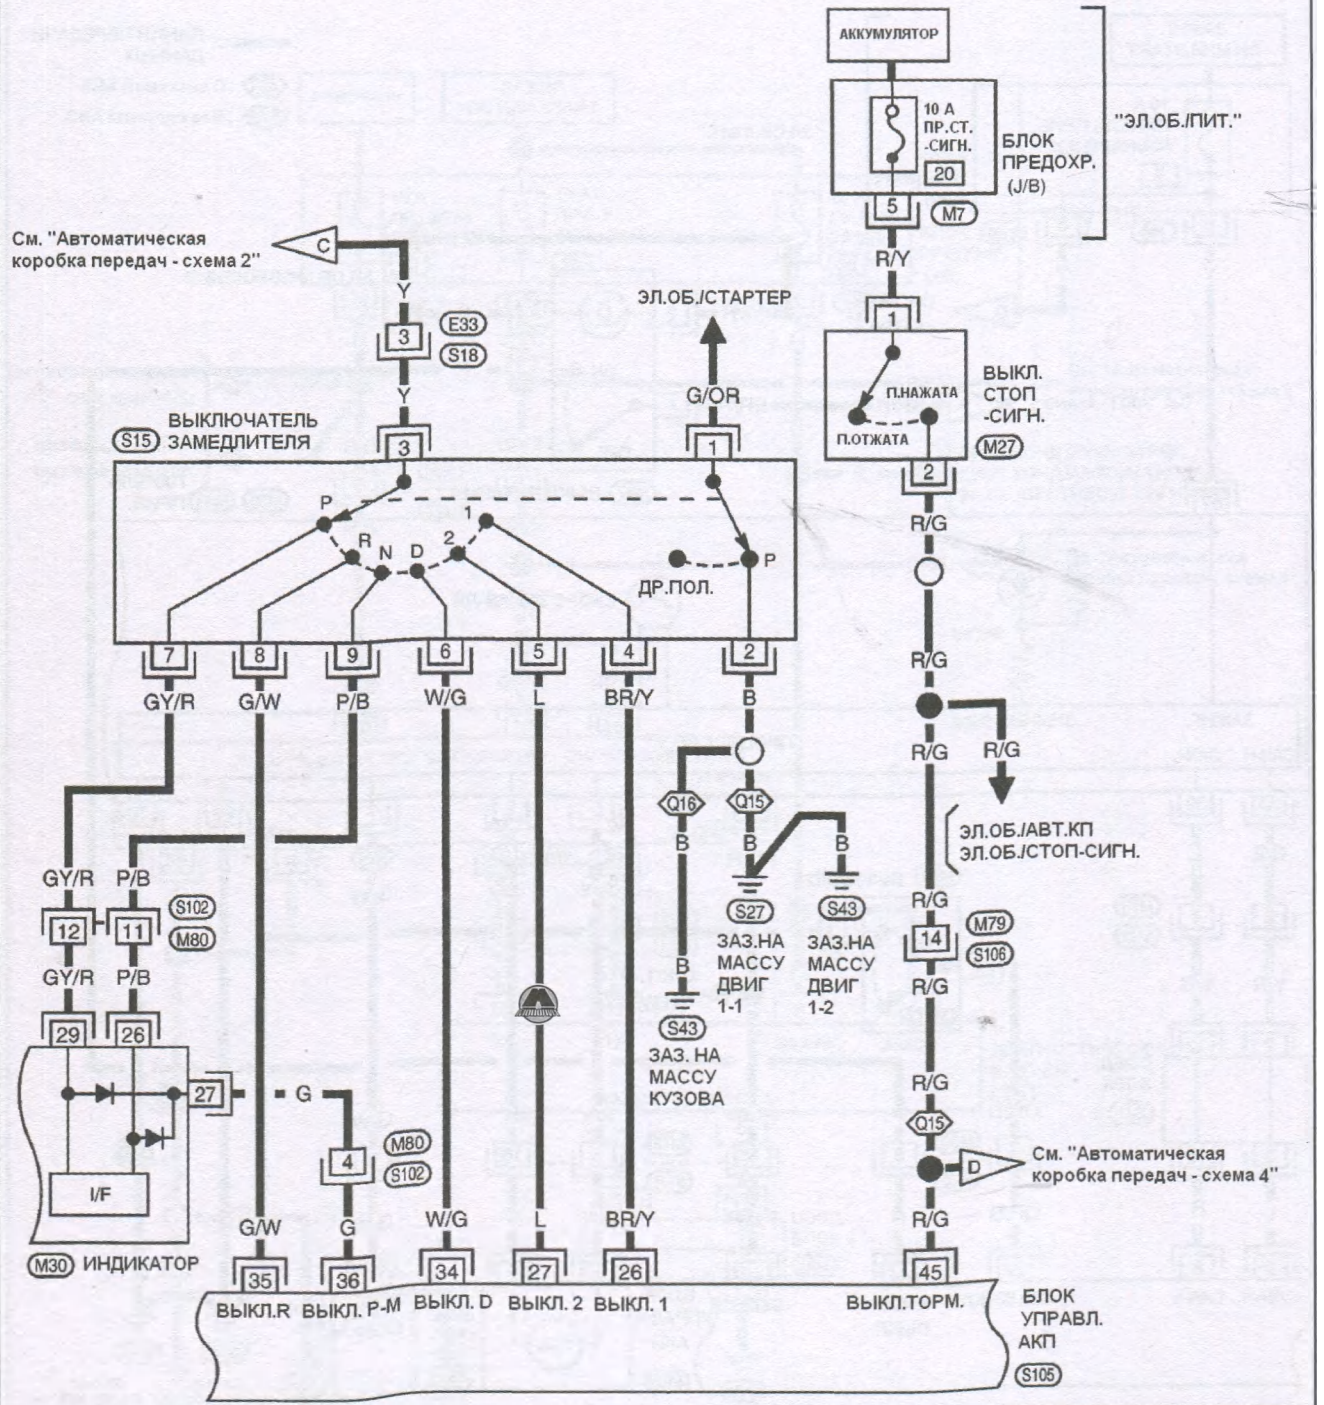 АККУМУЛЯТОР
10 А
ПР.СТ.
-СИГН.
20
БЛОК
ПРЕДОХР.
(J/B)
"ЭЛ.ОБ./ПИТ."
5
M7
R/Y
См. "Автоматическая
коробка передач - схема 2"
C
Y
3
E33
S18
Y
ЭЛ.ОБ./СТАРТЕР
G/OR
1
П.НАЖАТА
П.ОТЖАТА
ВЫКЛ.
СТОП
-СИГН.
M27
2
R/G
S15
ВЫКЛЮЧАТЕЛЬ
ЗАМЕДЛИТЕЛЯ
3
1
P
R
N
D
2
1
P
ДР.ПОЛ.
7
8
9
6
5
4
2
GY/R
G/W
P/B
W/G
L
BR/Y
B
R/G
R/G
R/G
Q16
Q15
B
B
B
ЭЛ.ОБ./АВТ.КП
ЭЛ.ОБ./СТОП-СИГН.
GY/R
P/B
12
11
S102
M80
GY/R
P/B
S27
S43
ЗАЗ.НА
МАССУ
ДВИГ
1-1
ЗАЗ.НА
МАССУ
ДВИГ
1-2
B
S43
ЗАЗ. НА
МАССУ
КУЗОВА
R/G
14
M79
S106
R/G
29
26
27
G
I/F
M30
ИНДИКАТОР
4
M80
S102
R/G
Q15
D
См. "Автоматическая
коробка передач - схема 4"
G/W
G
W/G
L
BR/Y
R/G
35
36
34
27
26
45
ВЫКЛ.R
ВЫКЛ. P-M
ВЫКЛ. D
ВЫКЛ. 2
ВЫКЛ. 1
ВЫКЛ.ТОРМ.
БЛОК
УПРАВЛ.
АКП
S105